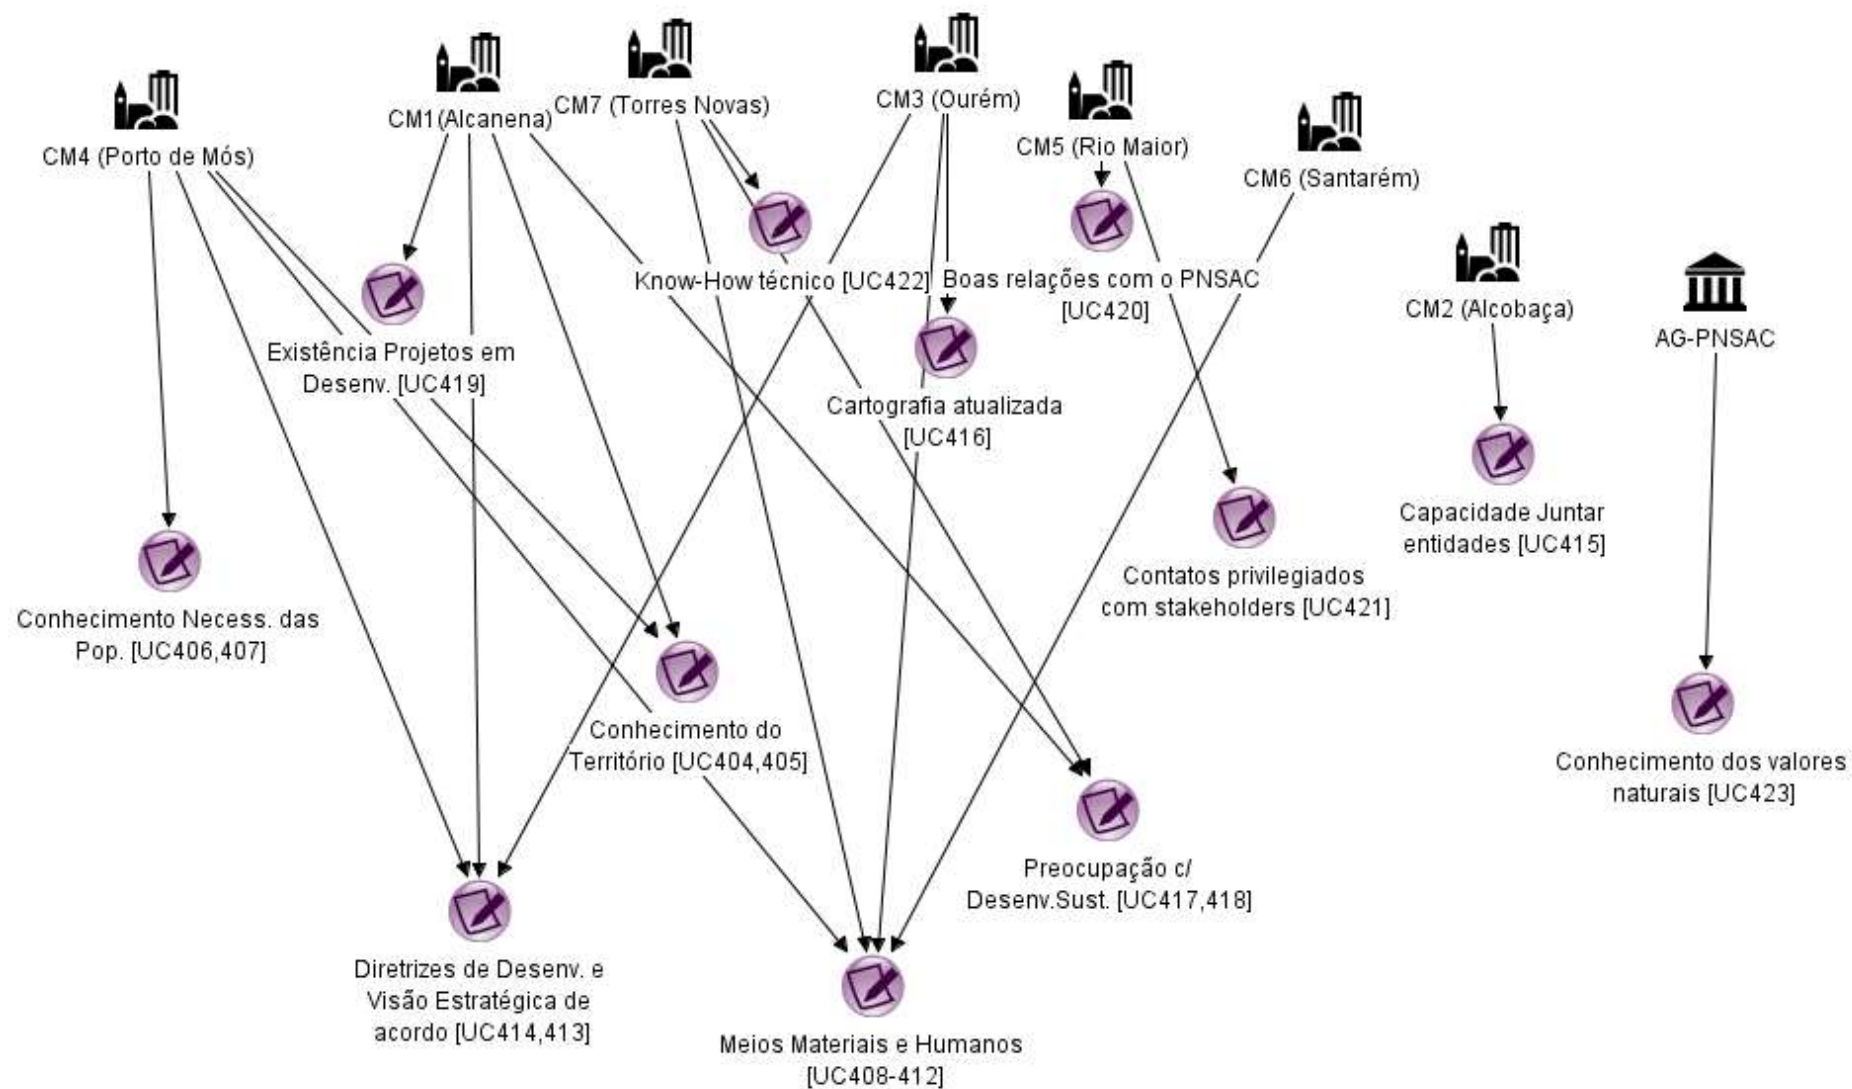 CM3 (Ourém)
CM7 (Torres Novas)
CM1(Alcanena)
CM5 (Rio Maior)
CM4 (Porto de Mós)
CM6 (Santarém)
Know-How técnico [UC422]
Boas relações com o PNSAC
[UC420]
CM2 (Alcobaça)
AG-PNSAC
Existência Projetos em
Desenv. [UC419]
Cartografia atualizada
[UC416]
Capacidade Juntar
entidades [UC415]
Contatos privilegiados
com stakeholders [UC421]
Conhecimento Necess. das
Pop. [UC406,407]
Conhecimento do
Território [UC404,405]
Conhecimento dos valores
naturais [UC423]
Preocupação c/
Desenv.Sust. [UC417,418]
Diretrizes de Desenv. e
Visão Estratégica de
acordo [UC414,413]
Meios Materiais e Humanos
[UC408-412]